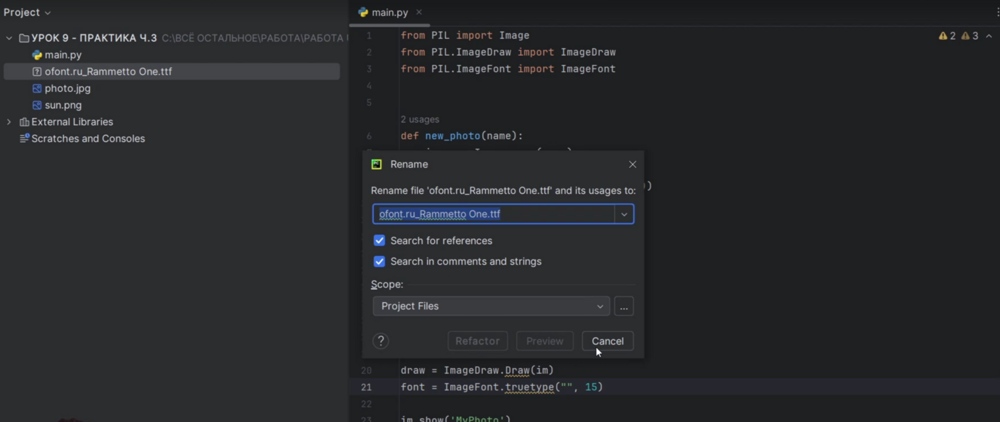 Project
УРОК 9 - ПРАКТИКА Ч.3 C:\ВСЁ ОСТАЛЬНОЕ\РАБОТА\РАБОТА
main.py
ofont.ru_Rammetto One.ttf
photo.jpg
sun.png
External Libraries
Scratches and Consoles
main.py
2 3
1 from PIL import Image
2 from PIL.ImageDraw import ImageDraw
3 from PIL.ImageFont import ImageFont
4
5
2 usages
6 def new_photo(name):
)
Rename
Rename file 'ofont.ru_Rammetto One.ttf' and its usages to:
ofont.ru_Rammetto One.ttf
Search for references
Search in comments and strings
Scope:
Project Files
...
?
Refactor Preview Cancel
20 draw = ImageDraw.Draw(im)
21 font = ImageFont.truetype("", 15)
22
23 im.show('MyPhoto')